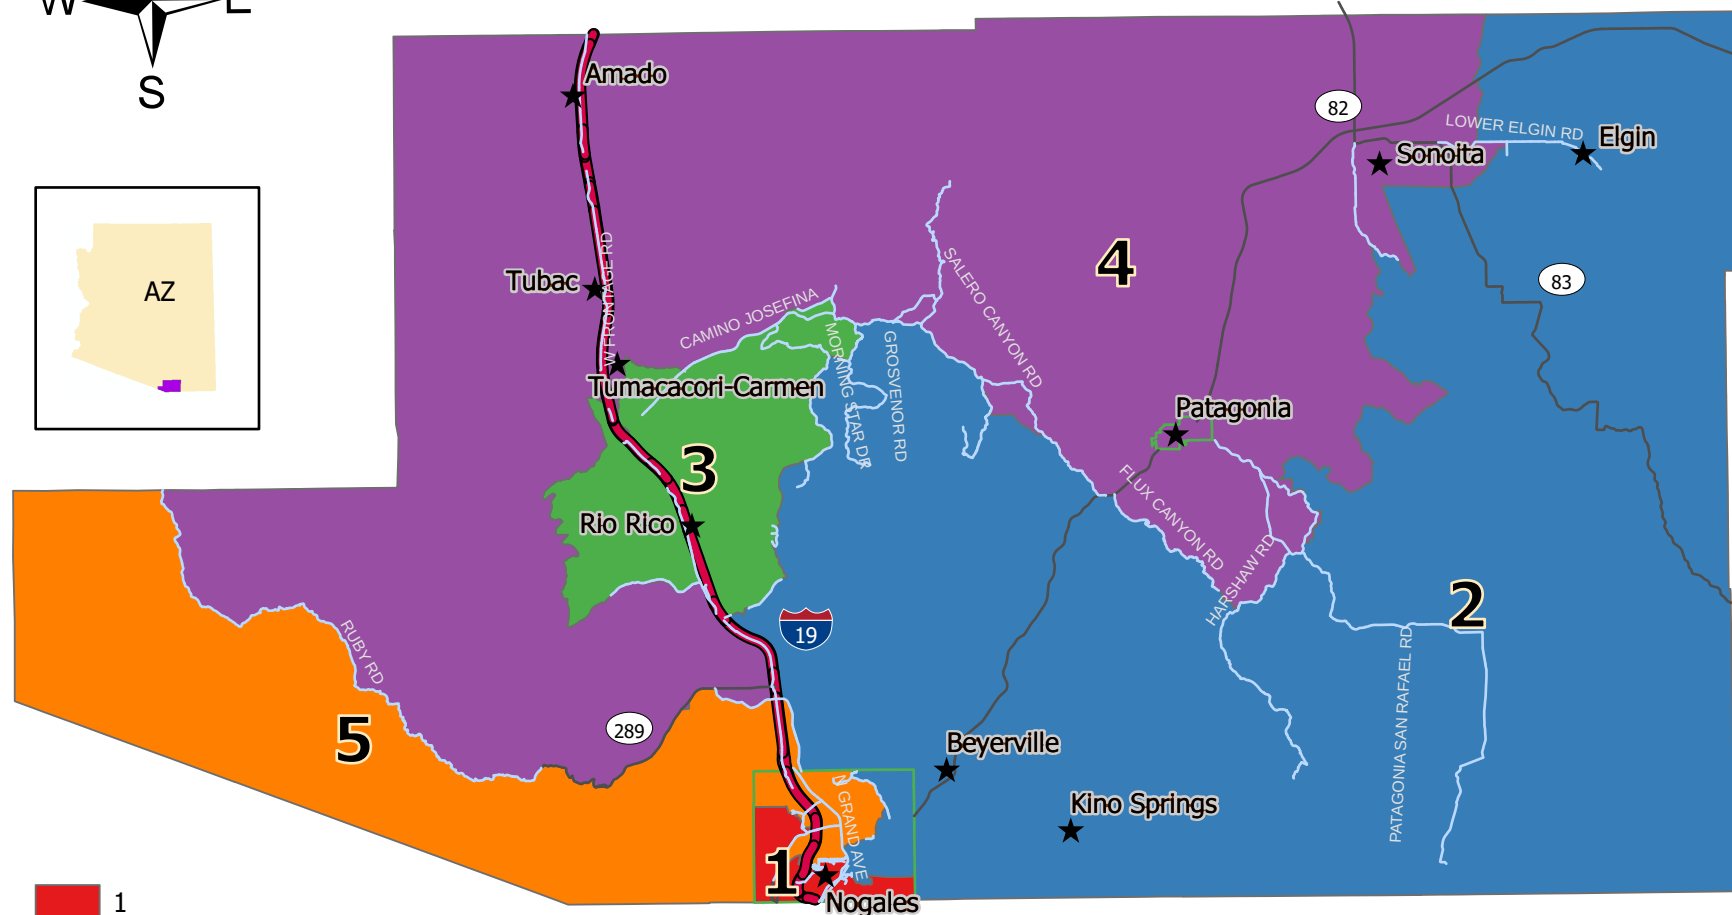 W
E
S
AZ
Amado
82
LOWER ELGIN RD
Elgin
Sonoita
W FRONTAGE RD
Tubac
SALERO CANYON RD
4
83
CAMINO JOSEFINA
MORNING STAR DR
GROSVENOR RD
Tumacacori-Carmen
Patagonia
3
FLUX CANYON RD
Rio Rico
HARSHAW RD
2
19
RUBY RD
PATAGONIA SAN RAFAEL RD
5
289
Beyerville
N GRAND AVE
Kino Springs
1
Nogales
1